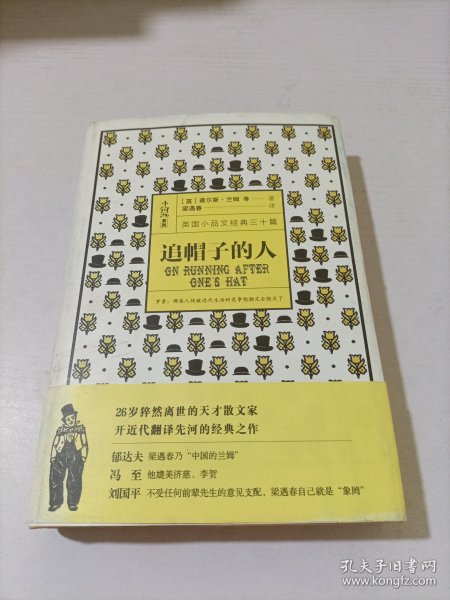 小阅读
[英]查尔斯·兰姆 等 著
梁遇春 译
英国小品文经典三十篇
追帽子的人
ON RUNNING AFTER
ONE'S HAT
26岁猝然离世的天才散文家
开近代翻译先河的经典之作
郁达夫 梁遇春乃“中国的兰姆”
冯 至 他媲美济慈、李贺
刘国平 不受任何前辈先生的意见支配，梁遇春自己就是“象罔”
孔夫子旧书网
www.kongfz.com